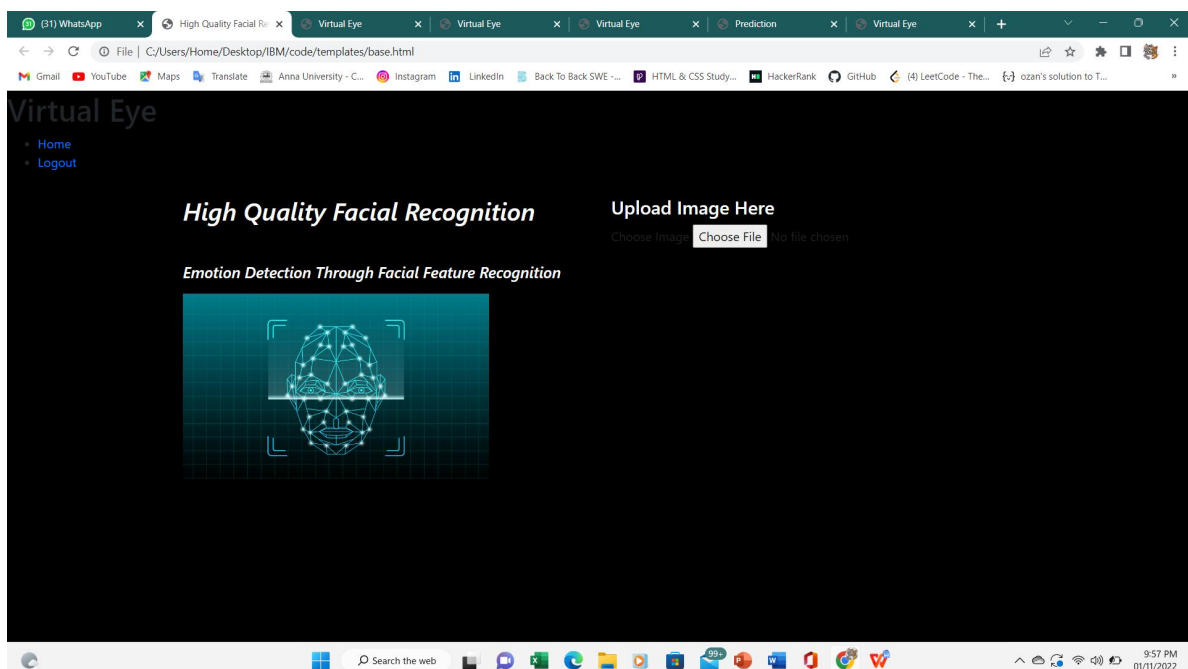 (31) WhatsApp
High Quality Facial Re
Virtual Eye
Virtual Eye
Virtual Eye
Prediction
Virtual Eye
File | C:/Users/Home/Desktop/IBM/code/templates/base.html
Gmail YouTube Maps Translate Anna University - C... Instagram LinkedIn Back To Back SWE -... HTML & CSS Study... HackerRank GitHub (4) LeetCode - The... ozan's solution to T... »
Virtual Eye
Home
Logout
High Quality Facial Recognition
Emotion Detection Through Facial Feature Recognition
Upload Image Here
Choose Image Choose File No file chosen
Search the web
99+
9:57 PM
01/11/2022